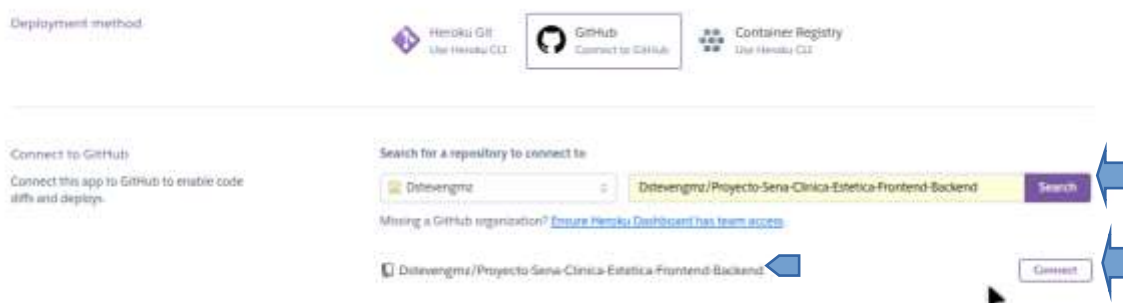 Deployment method
Heroku Git
Use Heroku CLI
GitHub
Connect to GitHub
Container Registry
Use Heroku CLI
Connect to GitHub
Connect this app to GitHub to enable code
diffs and deploys.
Search for a repository to connect to
Dstevengmz
Dstevengmz/Proyecto-Sena-Clinica-Estetica-Frontend-Backend
Search
Missing a GitHub organization? Ensure Heroku Dashboard has team access.
Dstevengmz/Proyecto-Sena-Clinica-Estetica-Frontend-Backend
Connect